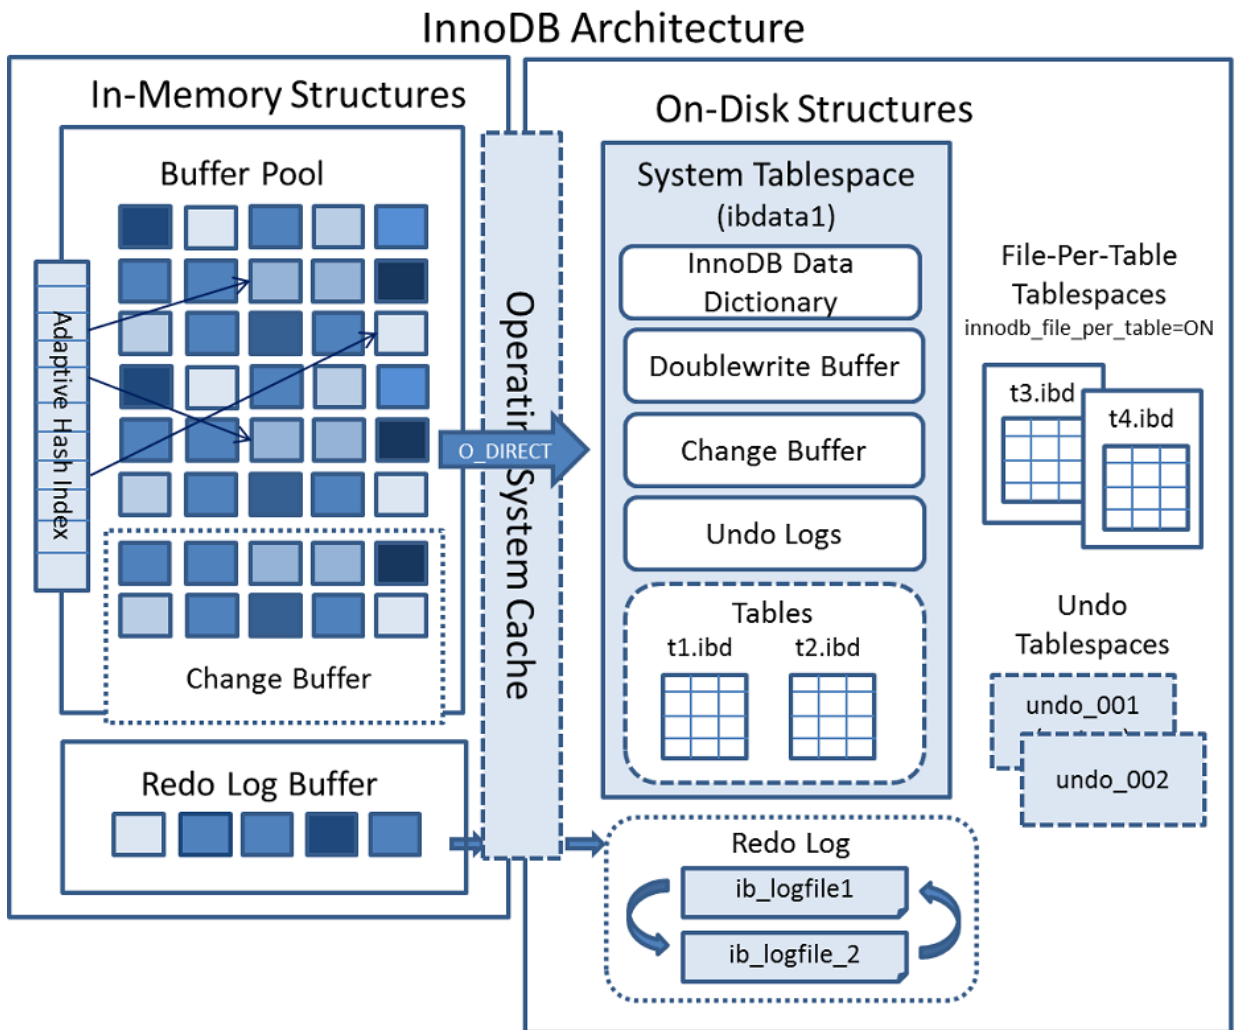 InnoDB Architecture
In-Memory Structures
Buffer Pool
Adaptive Hash Index
Change Buffer
Redo Log Buffer
Operating System Cache
O_DIRECT
On-Disk Structures
System Tablespace
(ibdata1)
InnoDB Data
Dictionary
Doublewrite Buffer
Change Buffer
Undo Logs
Tables
t1.ibd
t2.ibd
File-Per-Table
Tablespaces
innodb_file_per_table=ON
t3.ibd
t4.ibd
Undo
Tablespaces
undo_001
undo_002
Redo Log
ib_logfile1
ib_logfile_2